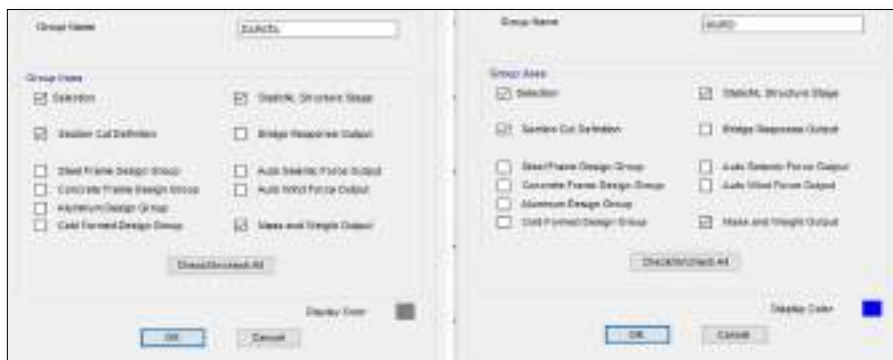 Group Name
Group Uses
Selection
Static/NL Structure Stage
Section Cut Definition
Bridge Response Output
Steel Frame Design Group
Auto Seismic Force Output
Concrete Frame Design Group
Auto Wind Force Output
Aluminum Design Group
Cold Formed Design Group
Mass and Weight Output
Check/Uncheck All
Display Color
OK
Cancel
Group Name
Group Uses
Selection
Static/NL Structure Stage
Section Cut Definition
Bridge Response Output
Steel Frame Design Group
Auto Seismic Force Output
Concrete Frame Design Group
Auto Wind Force Output
Aluminum Design Group
Cold Formed Design Group
Mass and Weight Output
Check/Uncheck All
Display Color
OK
Cancel